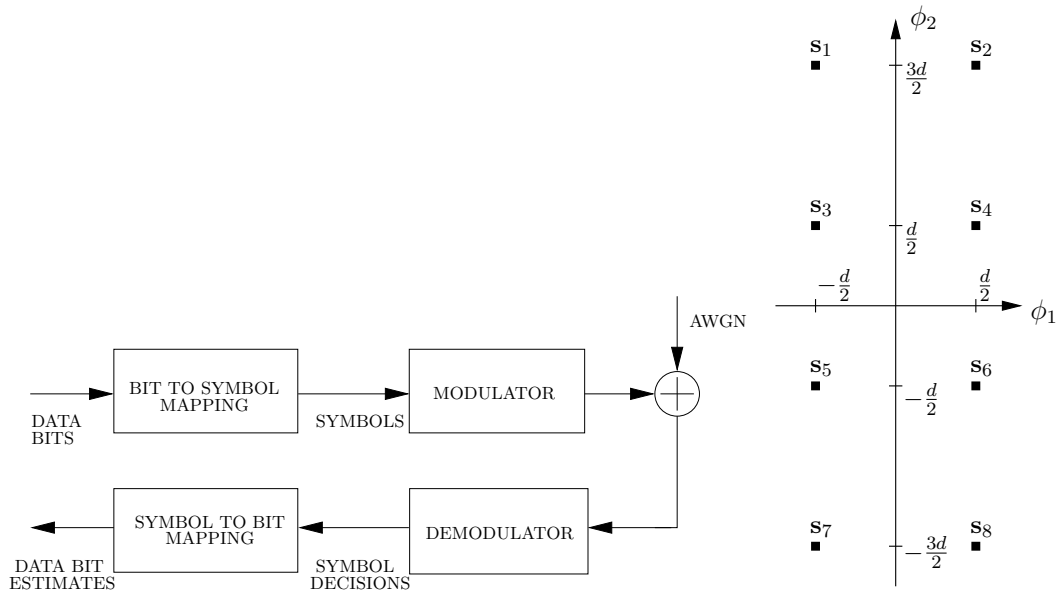 BIT TO SYMBOL
MAPPING
MODULATOR
AWGN
DATA
BITS
SYMBOLS
SYMBOL TO BIT
MAPPING
DEMODULATOR
DATA BIT
ESTIMATES
SYMBOL
DECISIONS
ϕ₂
s₁ s₂
3d/2
s₃ s₄
d/2
−d/2 d/2
ϕ₁
s₅ s₆
−d/2
s₇ s₈
−3d/2